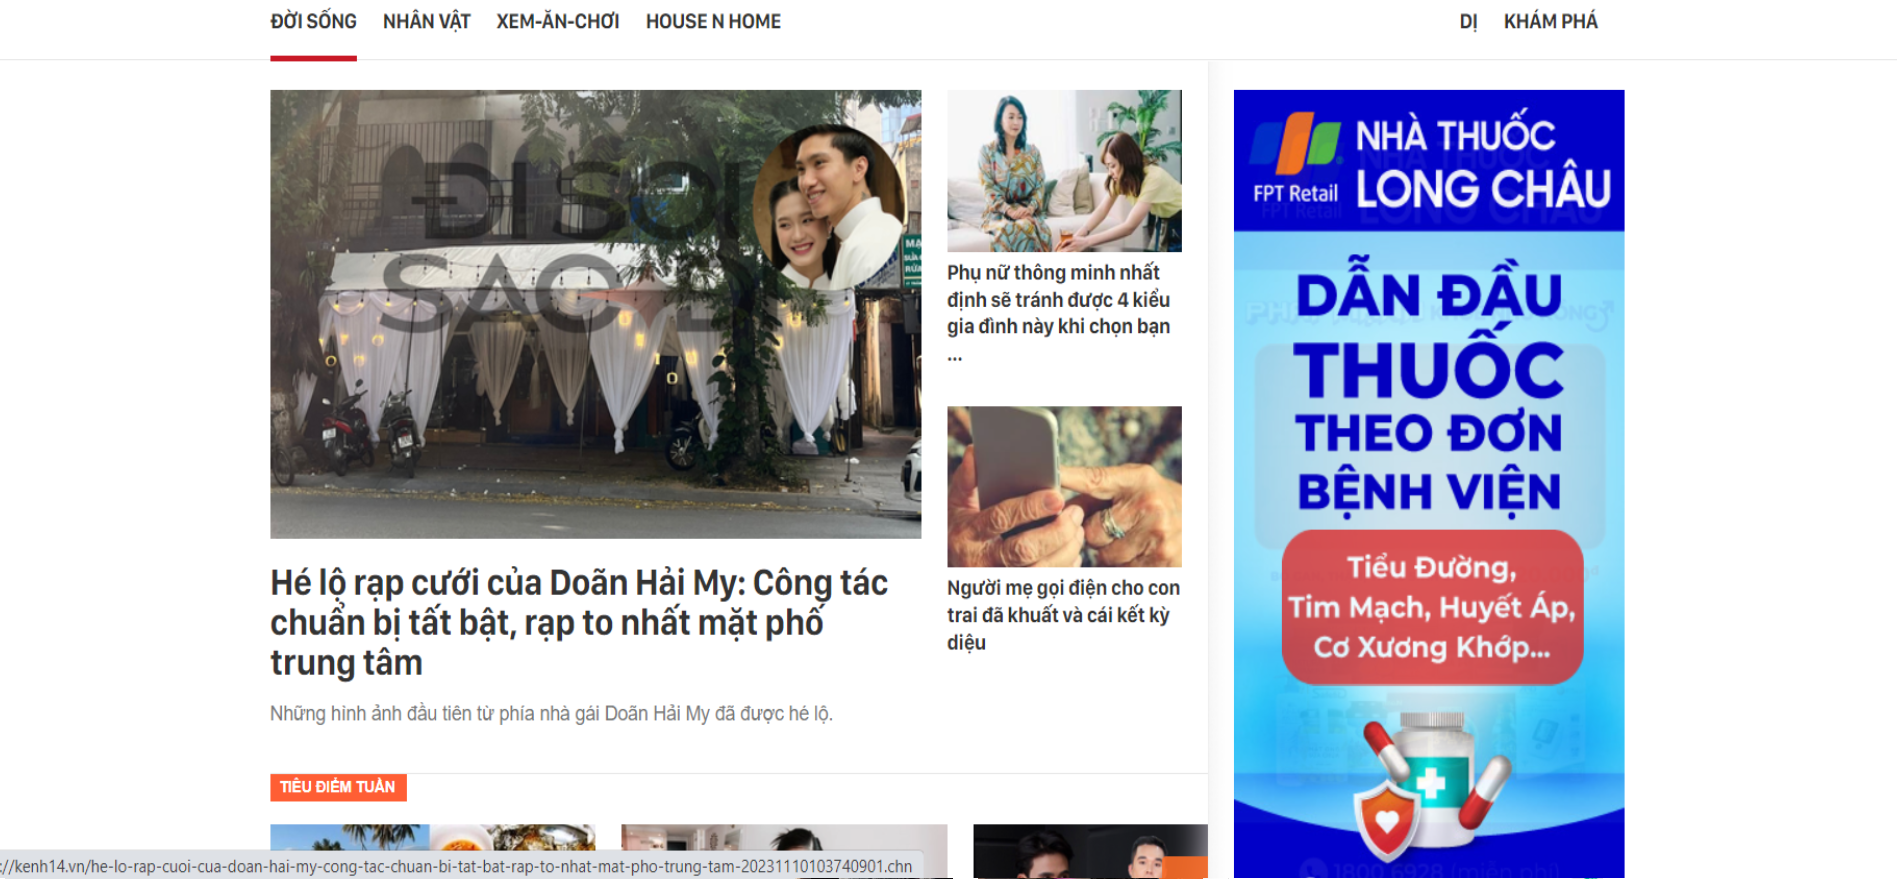 ĐỜI SỐNG NHÂN VẬT XEM-ĂN-CHƠI HOUSE N HOME DỊ KHÁM PHÁ
ĐI SOI
SAO ĐI
Hé lộ rạp cưới của Doãn Hải My: Công tác
chuẩn bị tất bật, rạp to nhất mặt phố
trung tâm
Những hình ảnh đầu tiên từ phía nhà gái Doãn Hải My đã được hé lộ.
Phụ nữ thông minh nhất
định sẽ tránh được 4 kiểu
gia đình này khi chọn bạn
...
Người mẹ gọi điện cho con
trai đã khuất và cái kết kỳ
diệu
NHÀ THUỐC
FPT Retail LONG CHÂU
DẪN ĐẦU
THUỐC
THEO ĐƠN
BỆNH VIỆN
Tiểu Đường,
Tim Mạch, Huyết Áp,
Cơ Xương Khớp...
1800 6928 (miễn phí)
TIÊU ĐIỂM TUẦN
://kenh14.vn/he-lo-rap-cuoi-cua-doan-hai-my-cong-tac-chuan-bi-tat-bat-rap-to-nhat-mat-pho-trung-tam-20231110103740901.chn